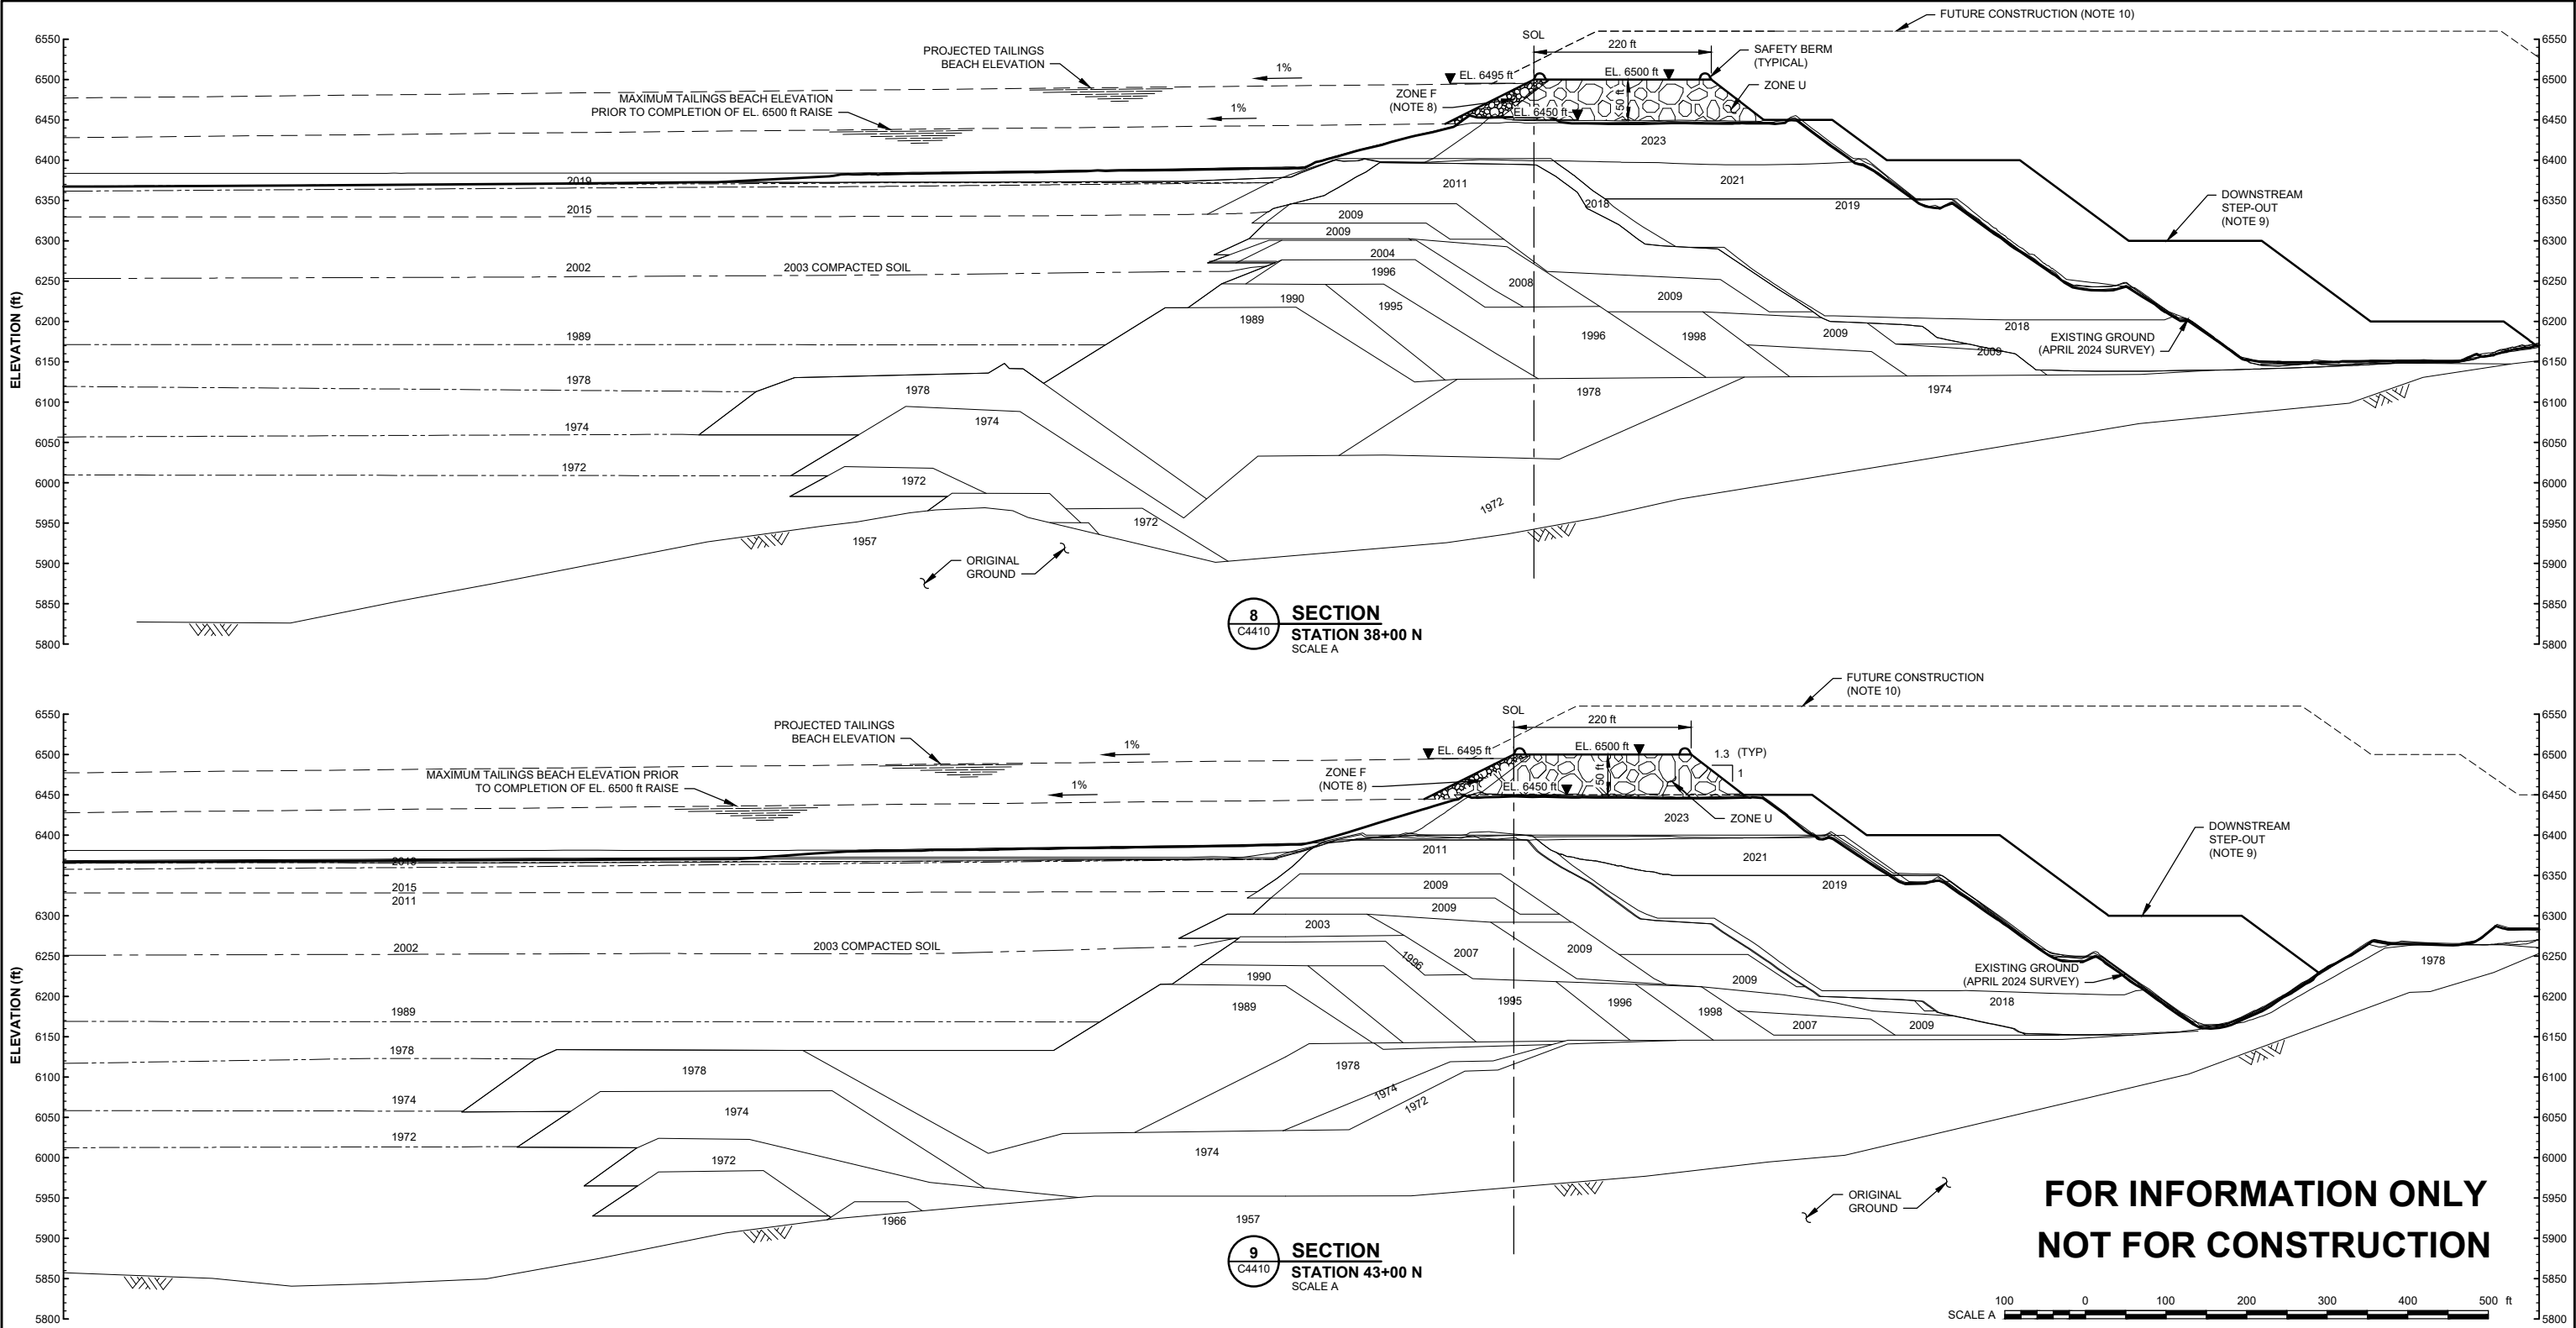 FUTURE CONSTRUCTION (NOTE 10)
SOL
220 ft
PROJECTED TAILINGS
BEACH ELEVATION
SAFETY BERM
(TYPICAL)
1%
EL. 6495 ft
EL. 6500 ft
ZONE U
MAXIMUM TAILINGS BEACH ELEVATION
PRIOR TO COMPLETION OF EL. 6500 ft RAISE
ZONE F
(NOTE 8)
50 ft
1%
EL. 6450 ft
2023
2019
2011
2021
DOWNSTREAM
STEP-OUT
(NOTE 9)
2015
2009
2018
2019
2009
2004
2002
2003 COMPACTED SOIL
1996
2008
1990
1995
2009
1989
2018
1989
1996
1998
2009
EXISTING GROUND
(APRIL 2024 SURVEY)
2009
1978
1978
1978
1974
1974
1974
1972
1972
1972
1972
1957
ORIGINAL
GROUND
ELEVATION (ft)
6550
6500
6450
6400
6350
6300
6250
6200
6150
6100
6050
6000
5950
5900
5850
5800
6550
6500
6450
6400
6350
6300
6250
6200
6150
6100
6050
6000
5950
5900
5850
5800
8
C4410
SECTION
STATION 38+00 N
SCALE A
FUTURE CONSTRUCTION
(NOTE 10)
SOL
220 ft
PROJECTED TAILINGS
BEACH ELEVATION
1%
EL. 6495 ft
EL. 6500 ft
1.3 (TYP)
1
MAXIMUM TAILINGS BEACH ELEVATION PRIOR
TO COMPLETION OF EL. 6500 ft RAISE
ZONE F
(NOTE 8)
1%
50 ft
EL. 6450 ft
2023
ZONE U
DOWNSTREAM
STEP-OUT
(NOTE 9)
2011
2021
2015
2011
2009
2019
2009
2003
2002
2003 COMPACTED SOIL
1996
2007
2009
1990
2009
EXISTING GROUND
(APRIL 2024 SURVEY)
1978
1989
1995
1996
1998
2018
1989
2007
2009
1978
1978
1978
1974
1974
1974
1972
1972
1972
1974
1966
1957
ORIGINAL
GROUND
ELEVATION (ft)
6550
6500
6450
6400
6350
6300
6250
6200
6150
6100
6050
6000
5950
5900
5850
5800
6550
6500
6450
6400
6350
6300
6250
6200
6150
6100
6050
6000
5950
5900
5850
5800
9
C4410
SECTION
STATION 43+00 N
SCALE A
FOR INFORMATION ONLY
NOT FOR CONSTRUCTION
SCALE A
100 0 100 200 300 400 500 ft